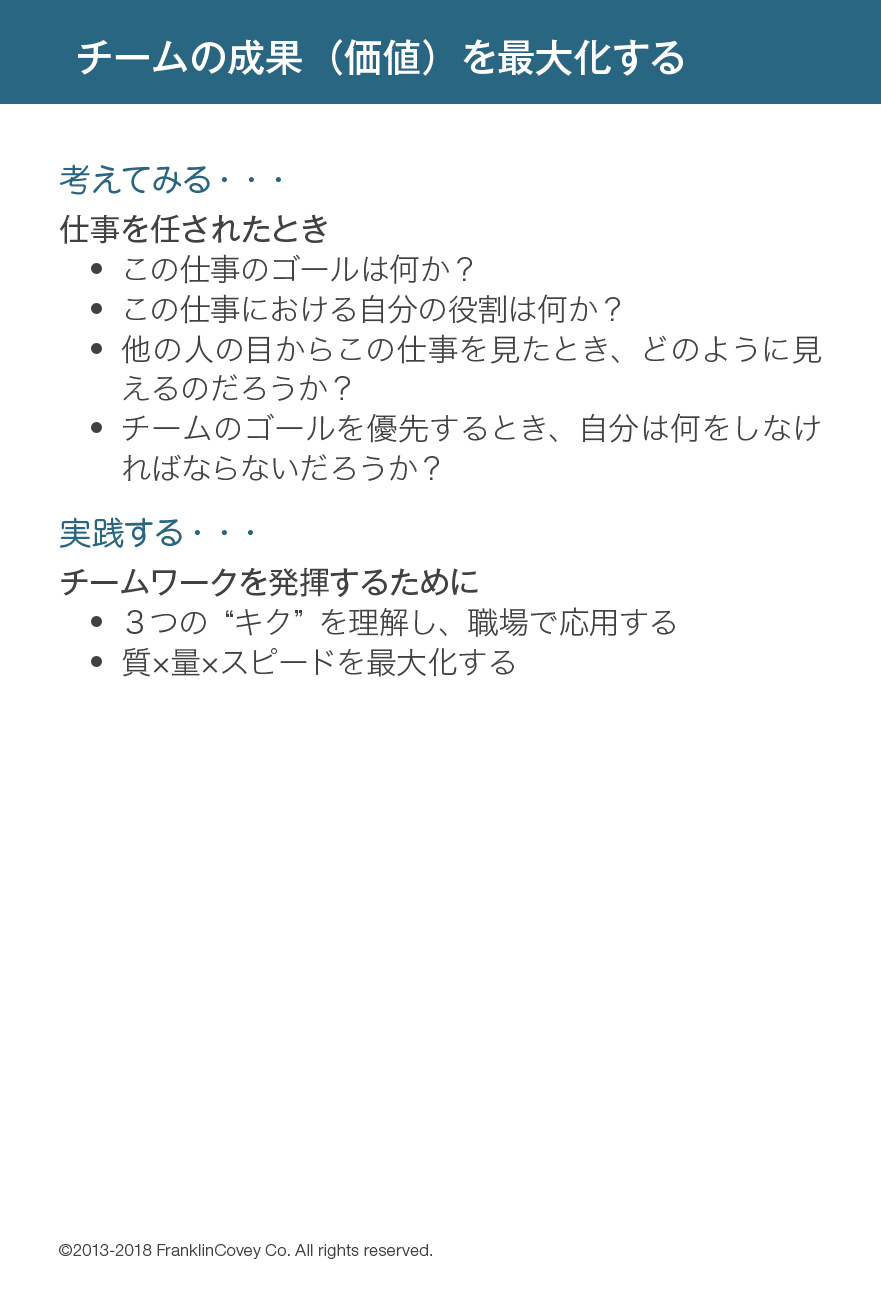 チームの成果（価値）を最大化する
考えてみる・・・
仕事を任されたとき
• この仕事のゴールは何か？
• この仕事における自分の役割は何か？
• 他の人の目からこの仕事を見たとき、どのように見
えるのだろうか？
• チームのゴールを優先するとき、自分は何をしなけ
ればならないだろうか？
実践する・・・
チームワークを発揮するために
• ３つの“キク”を理解し、職場で応用する
• 質×量×スピードを最大化する
©2013-2018 FranklinCovey Co. All rights reserved.